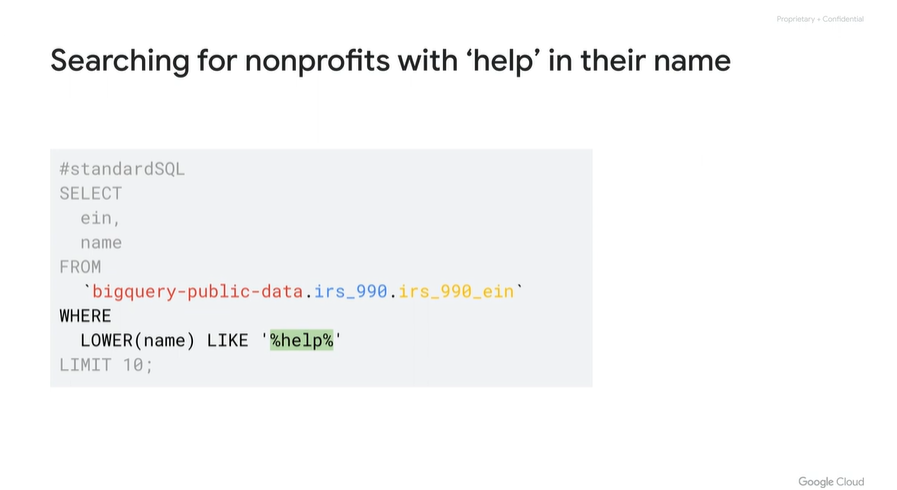 Proprietary + Confidential
Searching for nonprofits with ‘help’ in their name
#standardSQL
SELECT
  ein,
  name
FROM
  `bigquery-public-data.irs_990.irs_990_ein`
WHERE
  LOWER(name) LIKE '%help%'
LIMIT 10;
Google Cloud